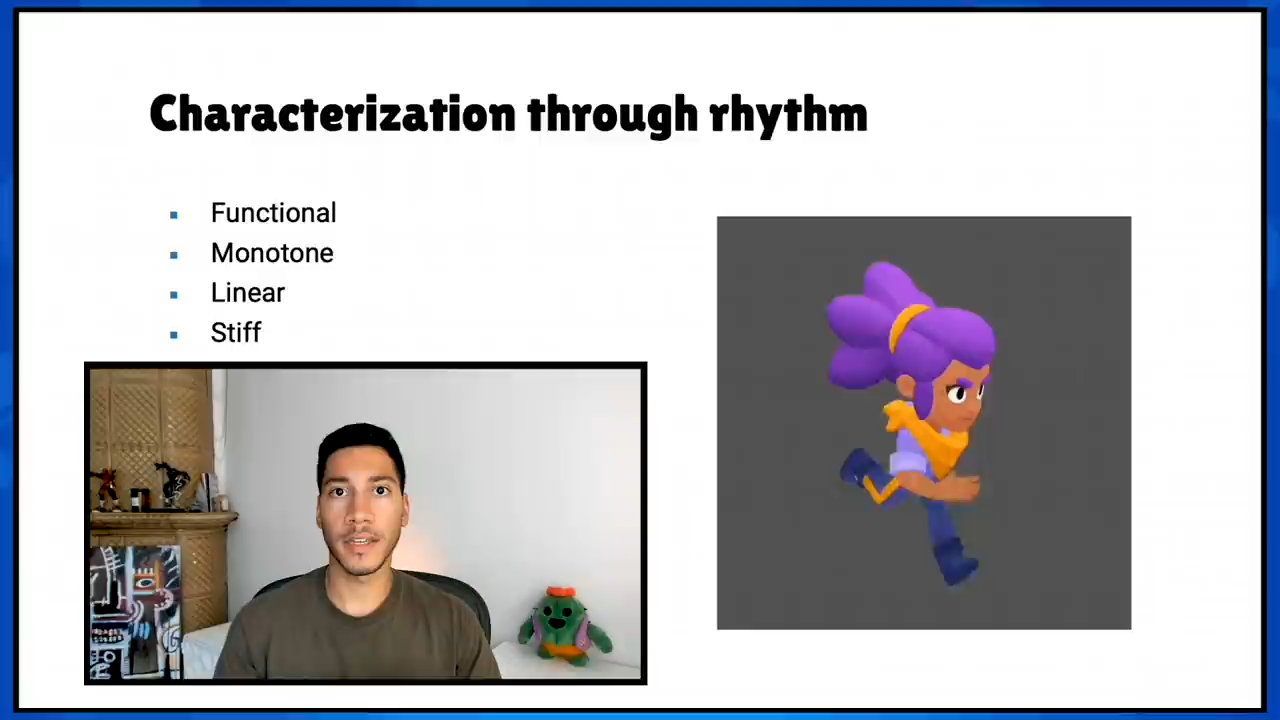 Characterization through rhythm
Functional
Monotone
Linear
Stiff